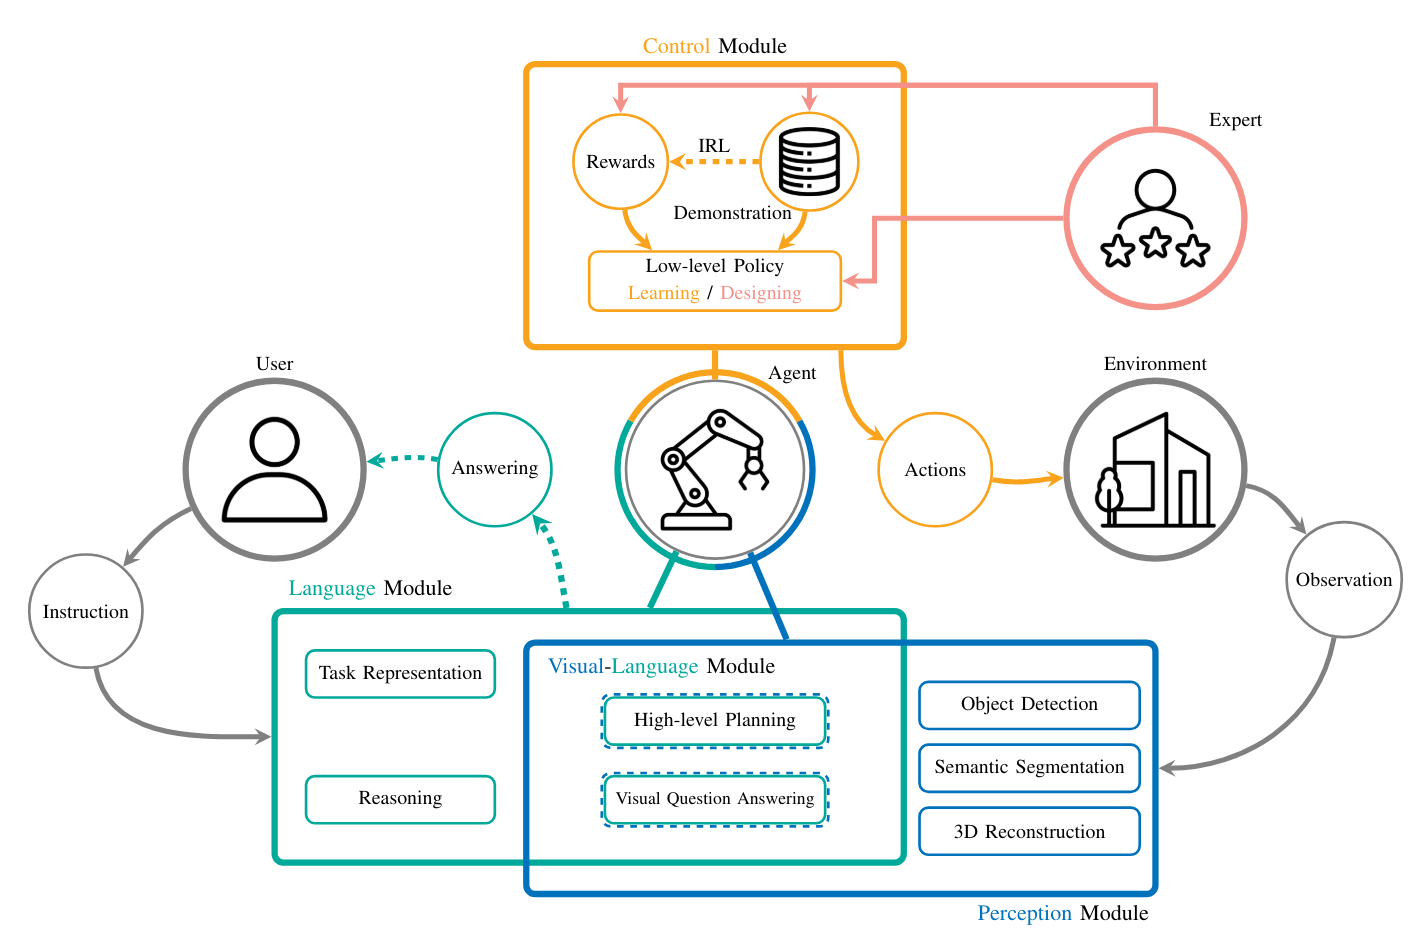 Control Module
Expert
IRL
Rewards
Demonstration
Low-level Policy
Learning / Designing
User
Agent
Environment
Answering
Actions
Instruction
Observation
Language Module
Visual-Language Module
Task Representation
High-level Planning
Object Detection
Semantic Segmentation
Reasoning
Visual Question Answering
3D Reconstruction
Perception Module